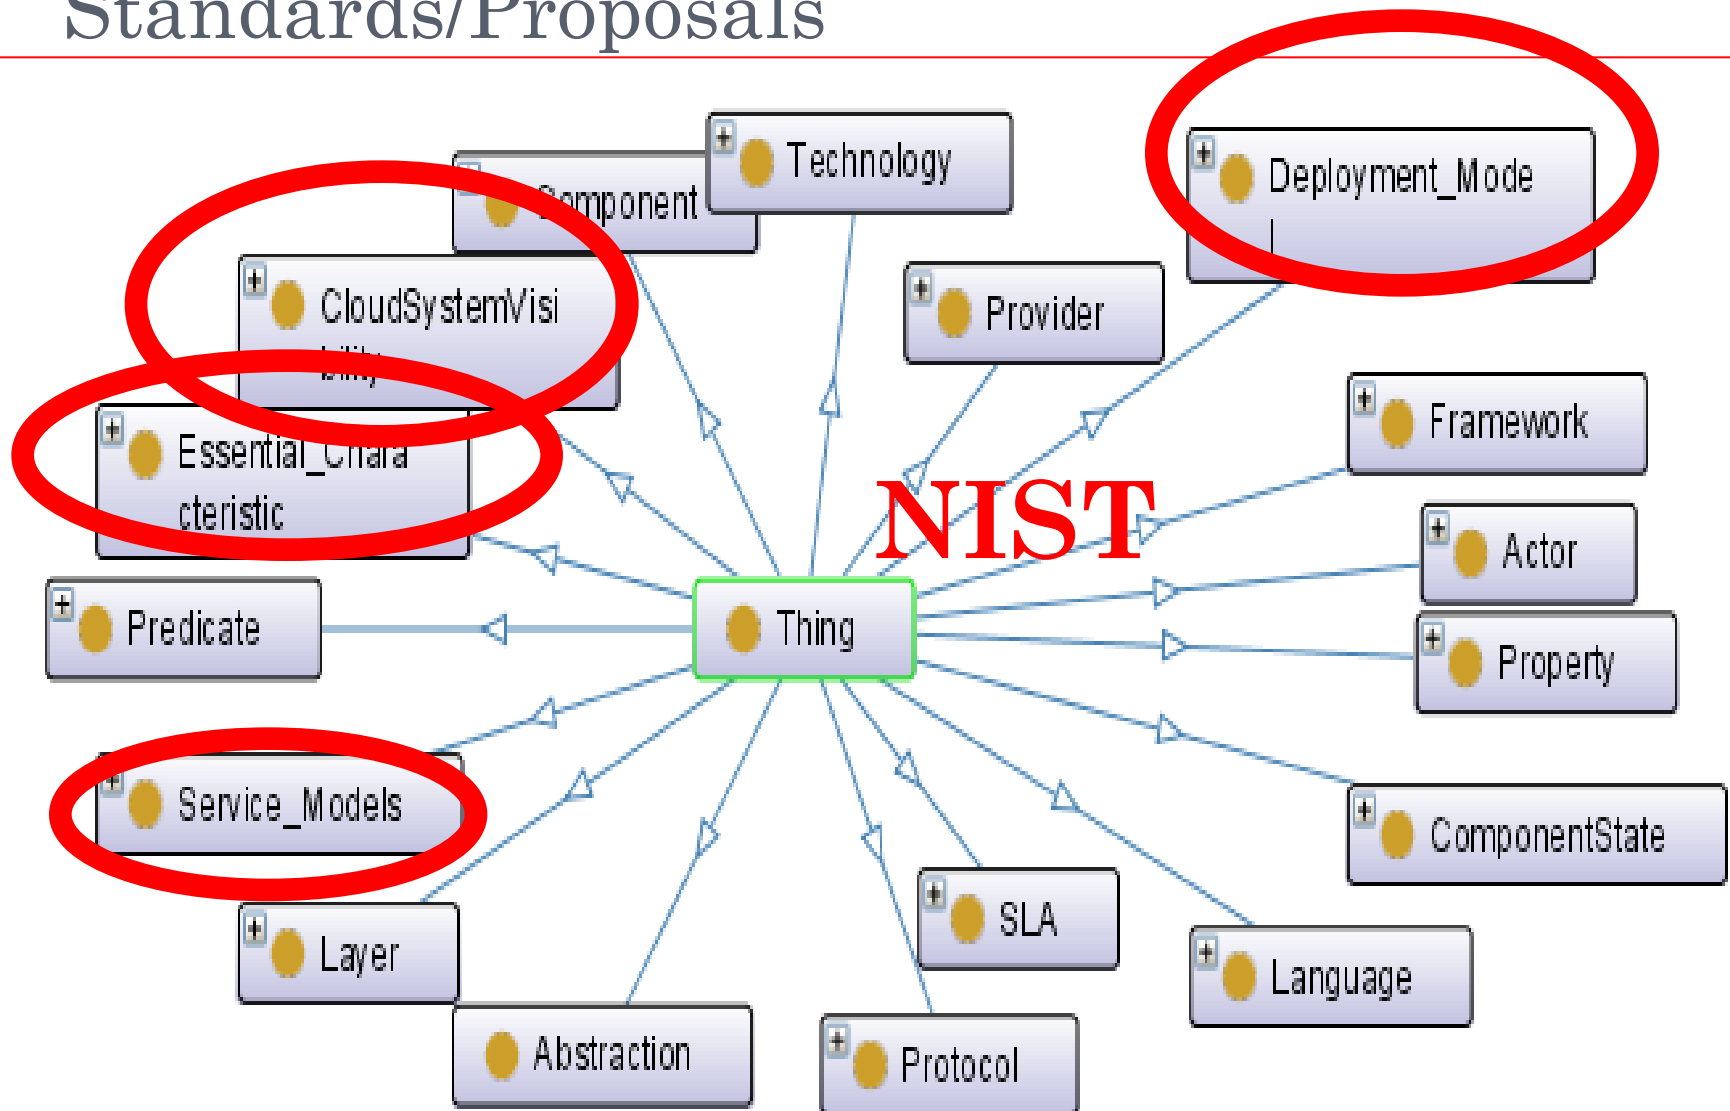 Standards/Proposals
Technology
Component
Deployment_Mode
l
CloudSystemVisi
bility
Provider
Essential_Chara
cteristic
Framework
NIST
Actor
Predicate
Thing
Property
Service_Models
ComponentState
Layer
SLA
Language
Abstraction
Protocol